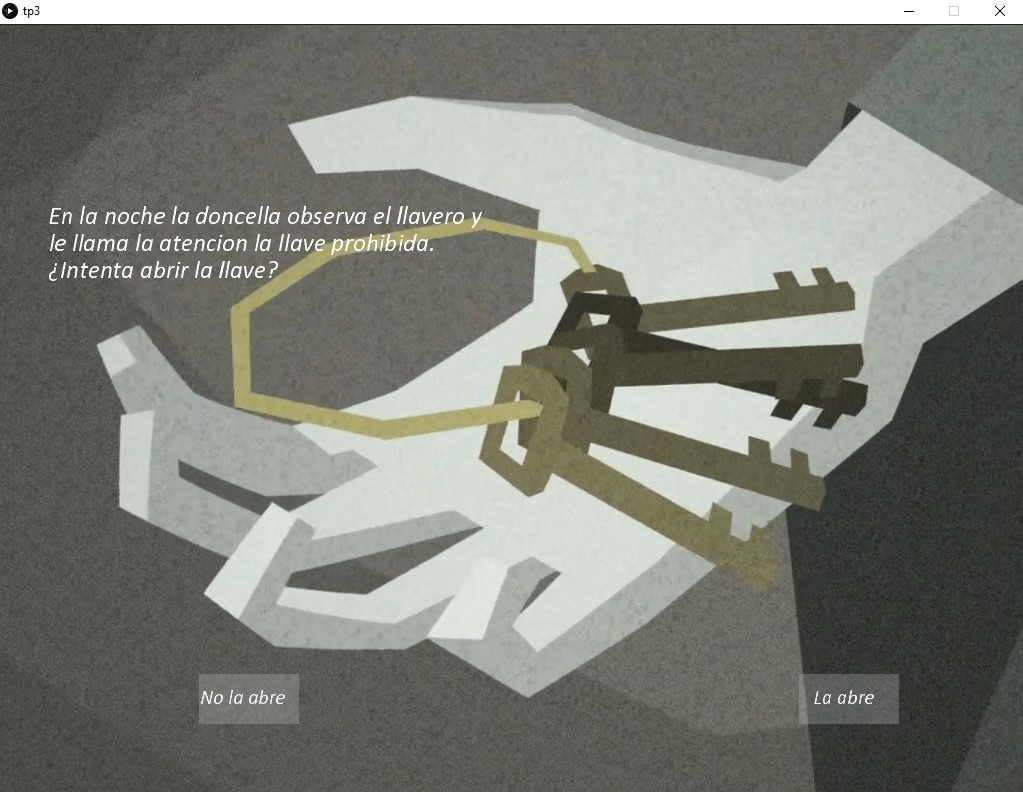 tp3
En la noche la doncella observa el llavero y
le llama la atencion la llave prohibida.
¿Intenta abrir la llave?
No la abre
La abre